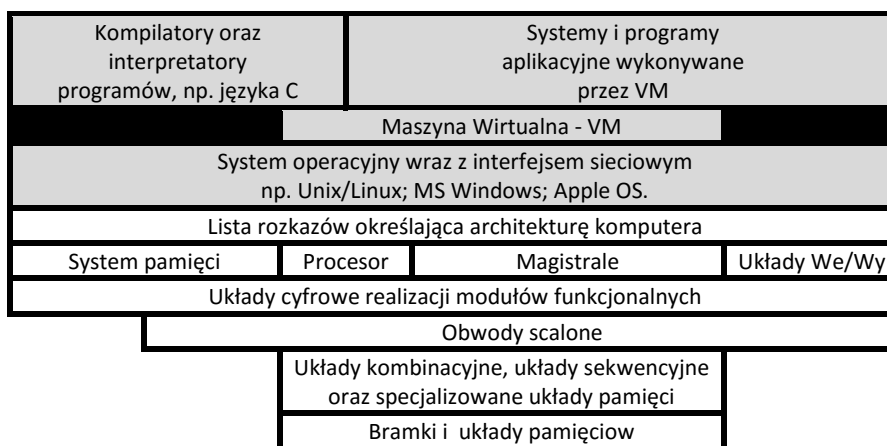 Kompilatory oraz
interpretatory
programów, np. języka C
Systemy i programy
aplikacyjne wykonywane
przez VM
Maszyna Wirtualna - VM
System operacyjny wraz z interfejsem sieciowym
np. Unix/Linux; MS Windows; Apple OS.
Lista rozkazów określająca architekturę komputera
System pamięci Procesor Magistrale Układy We/Wy
Układy cyfrowe realizacji modułów funkcjonalnych
Obwody scalone
Układy kombinacyjne, układy sekwencyjne
oraz specjalizowane układy pamięci
Bramki i układy pamięciow